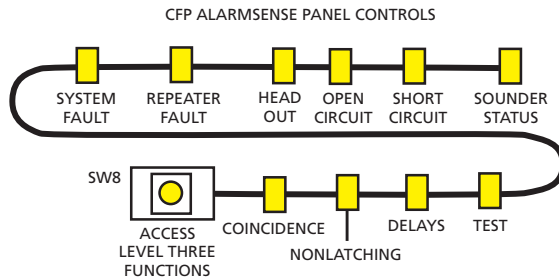 CFP ALARMSENSE PANEL CONTROLS
SYSTEM
FAULT
REPEATER
FAULT
HEAD
OUT
OPEN
CIRCUIT
SHORT
CIRCUIT
SOUNDER
STATUS
SW8
ACCESS
LEVEL THREE
FUNCTIONS
COINCIDENCE
NONLATCHING
DELAYS
TEST